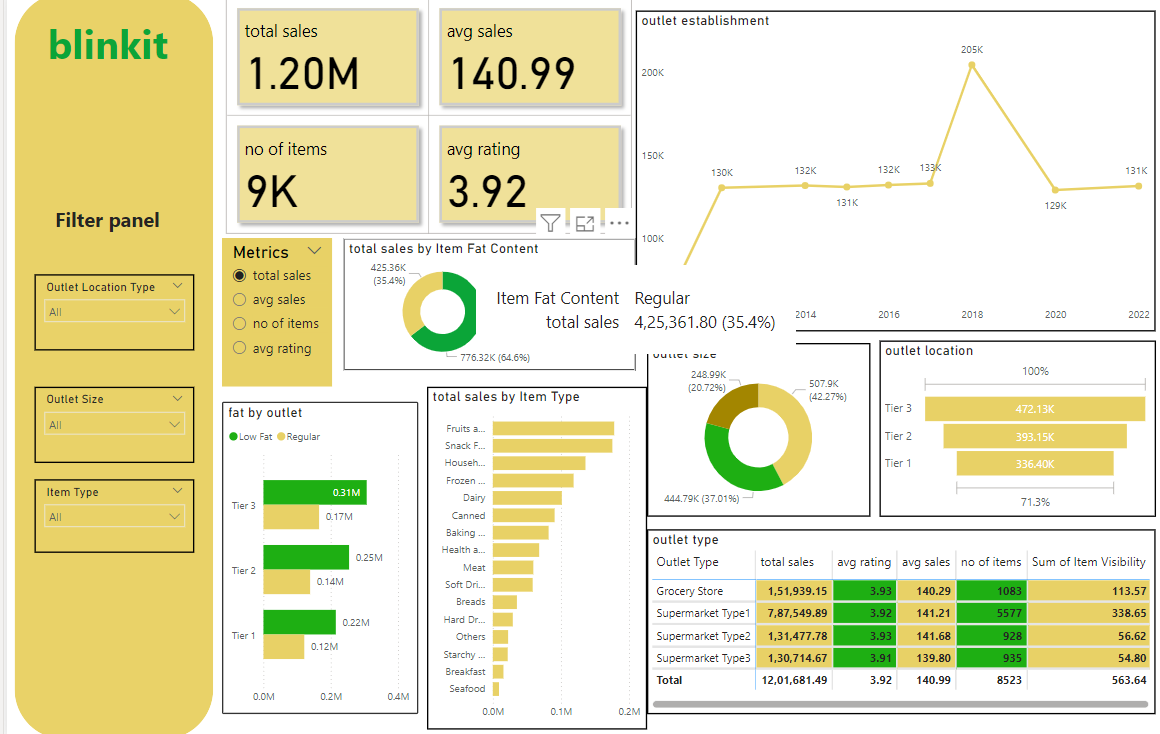 blinkit
Filter panel
Outlet Location Type
All
Outlet Size
All
Item Type
All
total sales
1.20M
avg sales
140.99
no of items
9K
avg rating
3.92
Metrics
total sales
avg sales
no of items
avg rating
total sales by Item Fat Content
425.36K
(35.4%)
776.32K (64.6%)
Item Fat Content Regular
total sales 4,25,361.80 (35.4%)
outlet establishment
200K
150K
100K
130K
132K
131K
132K
133K
205K
129K
131K
2014 2016 2018 2020 2022
fat by outlet
Low Fat Regular
Tier 3
0.31M
0.17M
Tier 2
0.25M
0.14M
Tier 1
0.22M
0.12M
0.0M 0.2M 0.4M
total sales by Item Type
Fruits a...
Snack F...
Househ...
Frozen ...
Dairy
Canned
Baking ...
Health a...
Meat
Soft Dri...
Breads
Hard Dr...
Others
Starchy ...
Breakfast
Seafood
0.0M 0.1M 0.2M
outlet size
248.99K
(20.72%)
507.9K
(42.27%)
444.79K (37.01%)
outlet location
100%
Tier 3 472.13K
Tier 2 393.15K
Tier 1 336.40K
71.3%
outlet type
Outlet Type total sales avg rating avg sales no of items Sum of Item Visibility
Grocery Store 1,51,939.15 3.93 140.29 1083 113.57
Supermarket Type1 7,87,549.89 3.92 141.21 5577 338.65
Supermarket Type2 1,31,477.78 3.93 141.68 928 56.62
Supermarket Type3 1,30,714.67 3.91 139.80 935 54.80
Total 12,01,681.49 3.92 140.99 8523 563.64